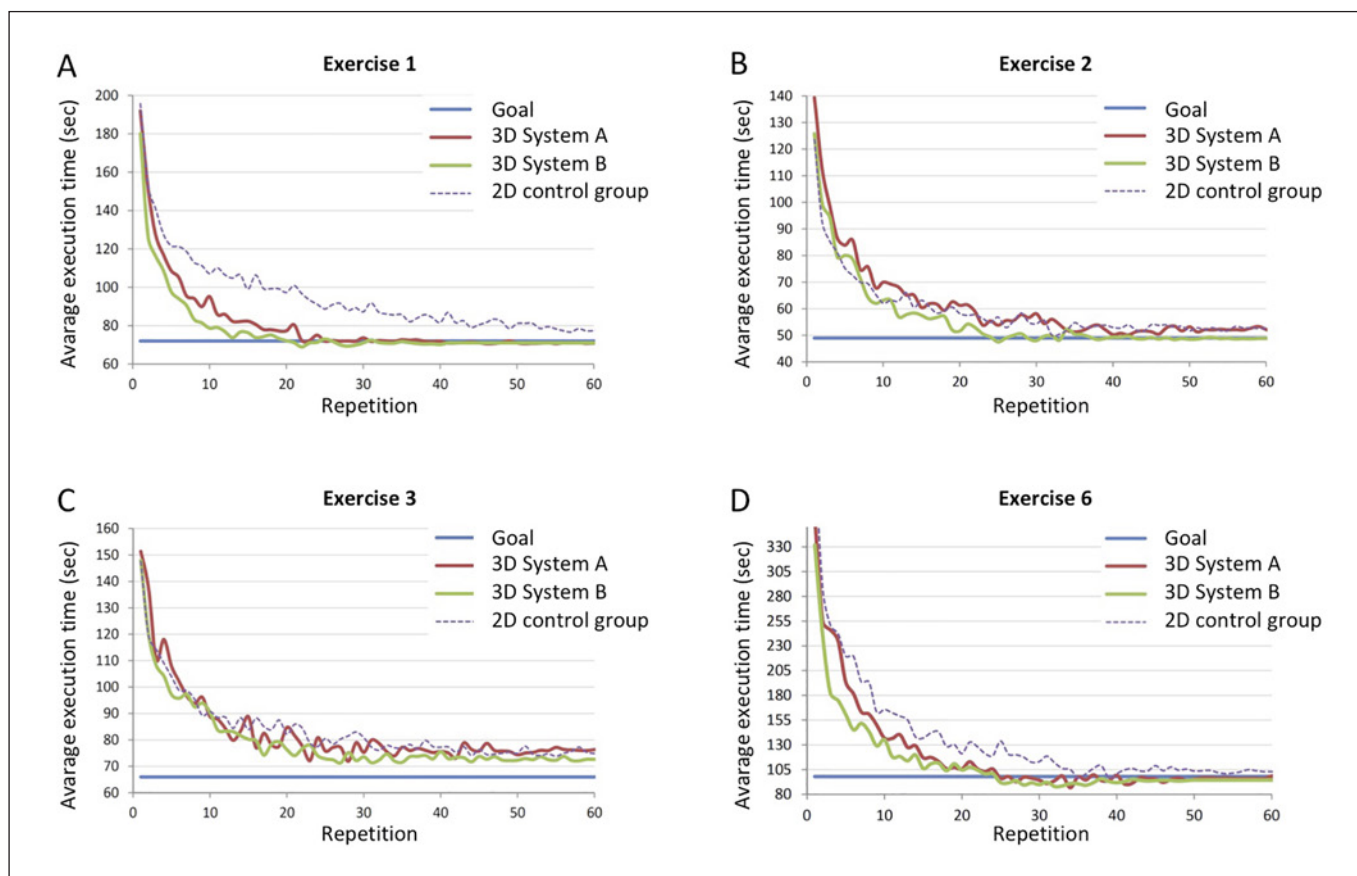 A
Exercise 1
Avarage execution time (sec)
200
180
160
140
120
100
80
60
0 10 20 30 40 50 60
Repetition
Goal
3D System A
3D System B
2D control group
B
Exercise 2
Avarage execution time (sec)
140
130
120
110
100
90
80
70
60
50
40
0 10 20 30 40 50 60
Repetition
Goal
3D System A
3D System B
2D control group
C
Exercise 3
Avarage execution time (sec)
160
150
140
130
120
110
100
90
80
70
60
0 10 20 30 40 50 60
Repetition
Goal
3D System A
3D System B
2D control group
D
Exercise 6
Avarage execution time (sec)
330
305
280
255
230
205
180
155
130
105
80
0 10 20 30 40 50 60
Repetition
Goal
3D System A
3D System B
2D control group